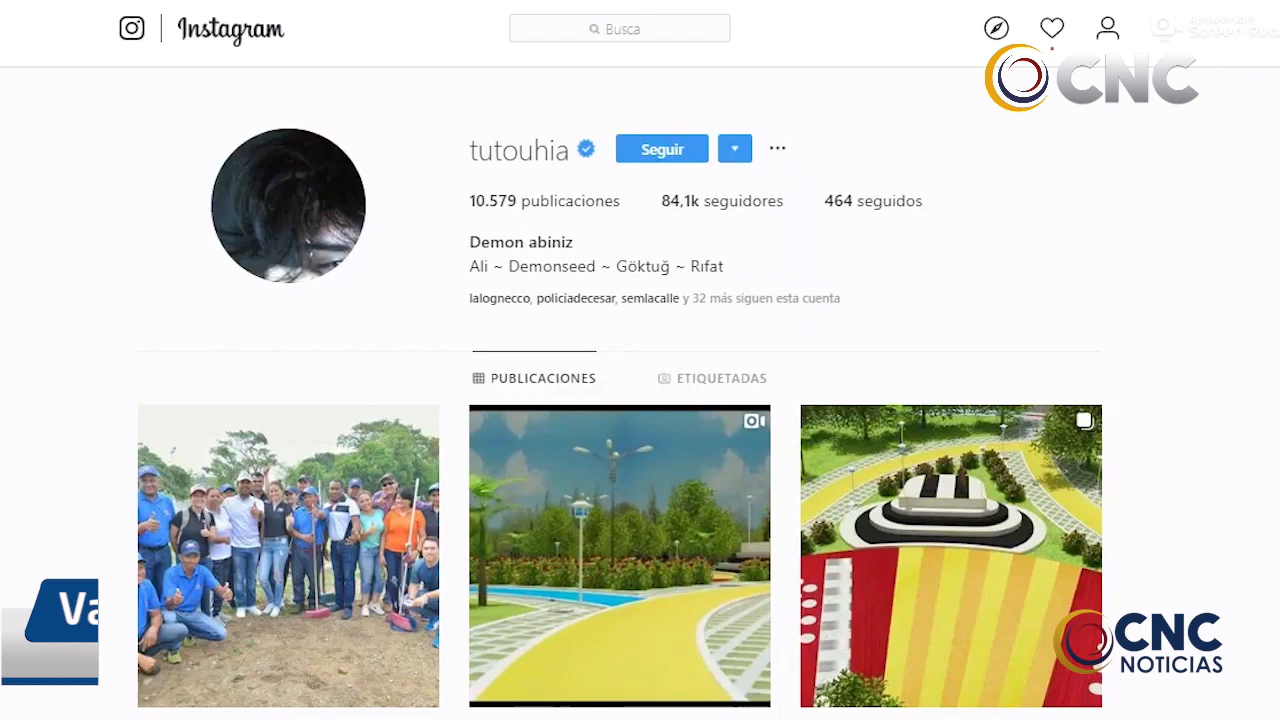 Instagram
Busca
CNC
tutouhia
Seguir
10.579 publicaciones
84,1k seguidores
464 seguidos
Demon abiniz
Ali ~ Demonseed ~ Göktuğ ~ Rıfat
lalognecco, policiadecesar, semlacalle y 32 más siguen esta cuenta
PUBLICACIONES
ETIQUETADAS
Va
CNC
NOTICIAS